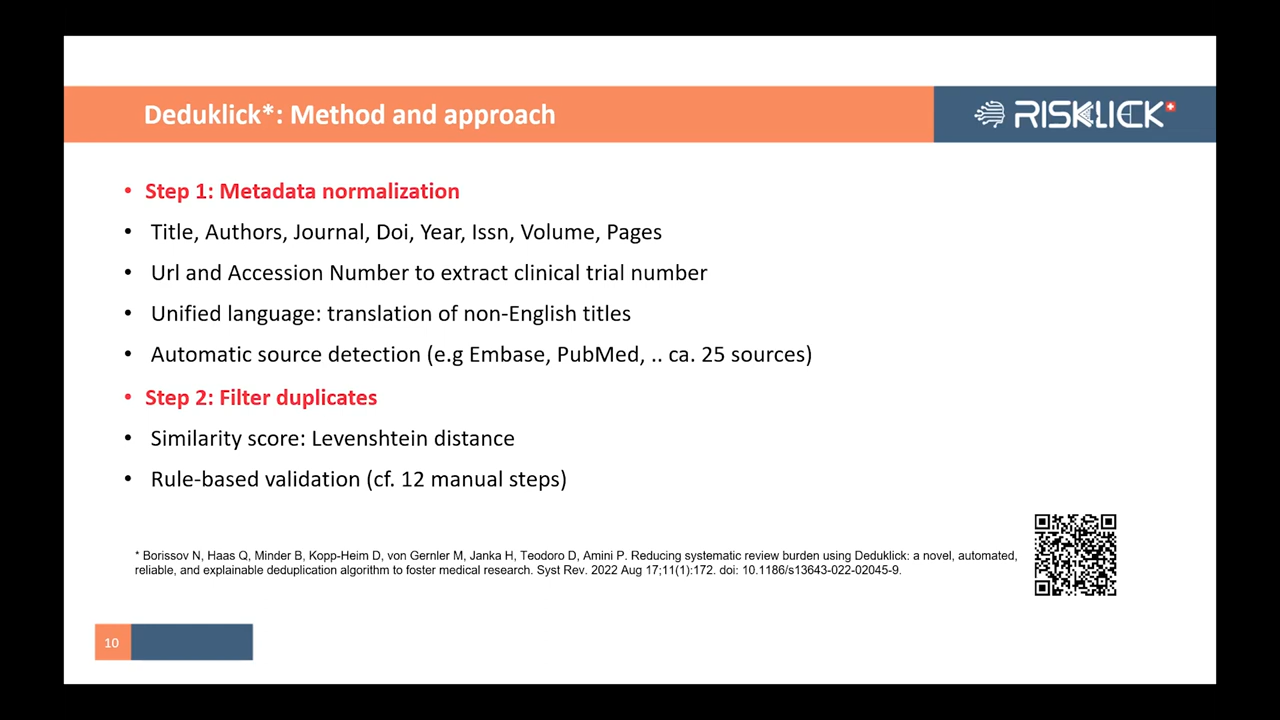 Deduklick*: Method and approach
RISKLICK
• Step 1: Metadata normalization
• Title, Authors, Journal, Doi, Year, Issn, Volume, Pages
• Url and Accession Number to extract clinical trial number
• Unified language: translation of non-English titles
• Automatic source detection (e.g Embase, PubMed, .. ca. 25 sources)
• Step 2: Filter duplicates
• Similarity score: Levenshtein distance
• Rule-based validation (cf. 12 manual steps)
* Borissov N, Haas Q, Minder B, Kopp-Heim D, von Gernler M, Janka H, Teodoro D, Amini P. Reducing systematic review burden using Deduklick: a novel, automated,
reliable, and explainable deduplication algorithm to foster medical research. Syst Rev. 2022 Aug 17;11(1):172. doi: 10.1186/s13643-022-02045-9.
10